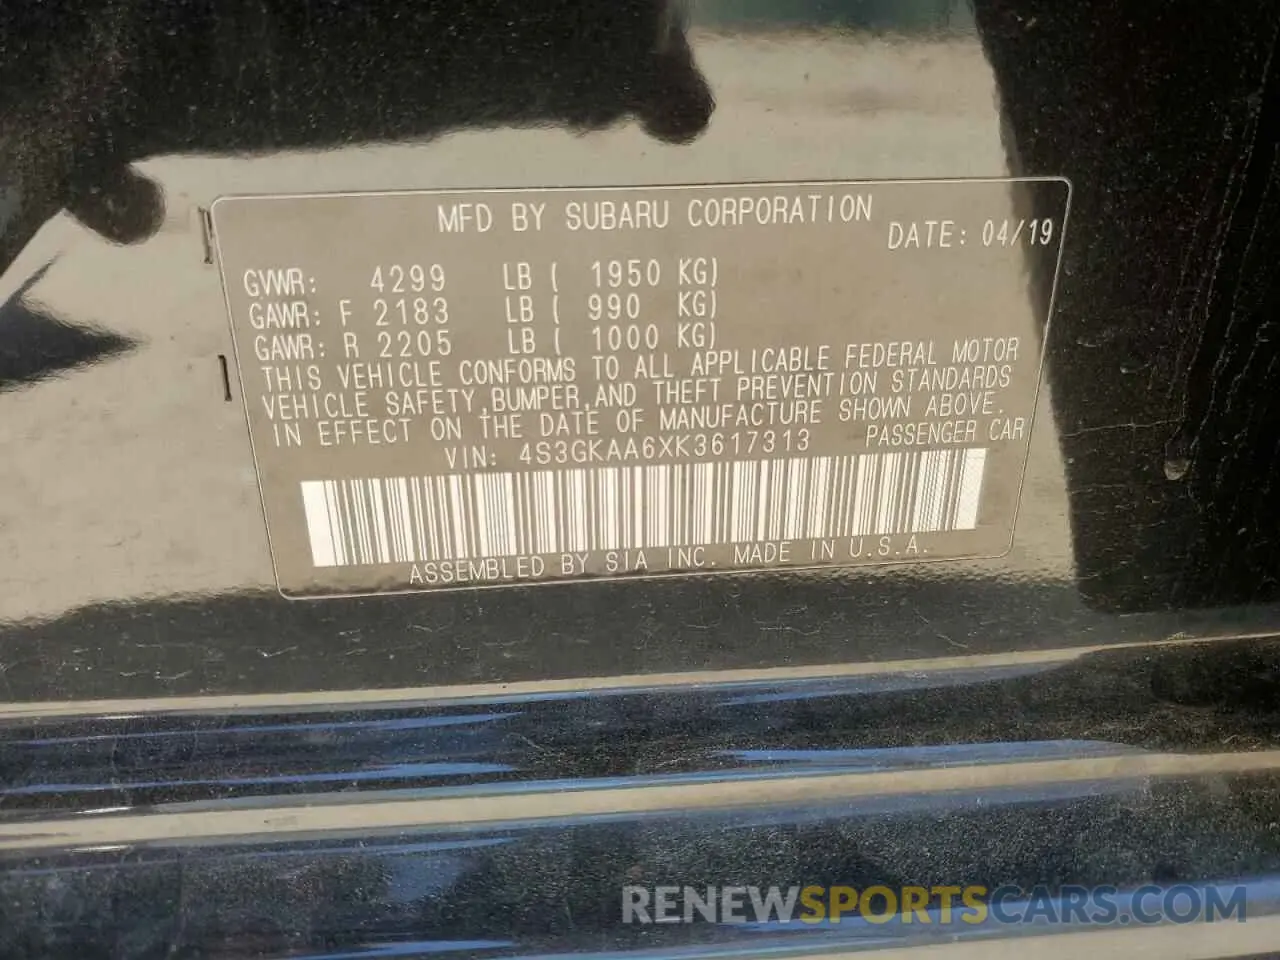 MFD BY SUBARU CORPORATION
DATE: 04/19
GVWR: 4299 LB ( 1950 KG)
GAWR: F 2183 LB ( 990 KG)
GAWR: R 2205 LB ( 1000 KG)
THIS VEHICLE CONFORMS TO ALL APPLICABLE FEDERAL MOTOR
VEHICLE SAFETY,BUMPER,AND THEFT PREVENTION STANDARDS
IN EFFECT ON THE DATE OF MANUFACTURE SHOWN ABOVE.
VIN: 4S3GKAA6XK3617313 PASSENGER CAR
ASSEMBLED BY SIA INC. MADE IN U.S.A.
RENEWSPORTSCARS.COM